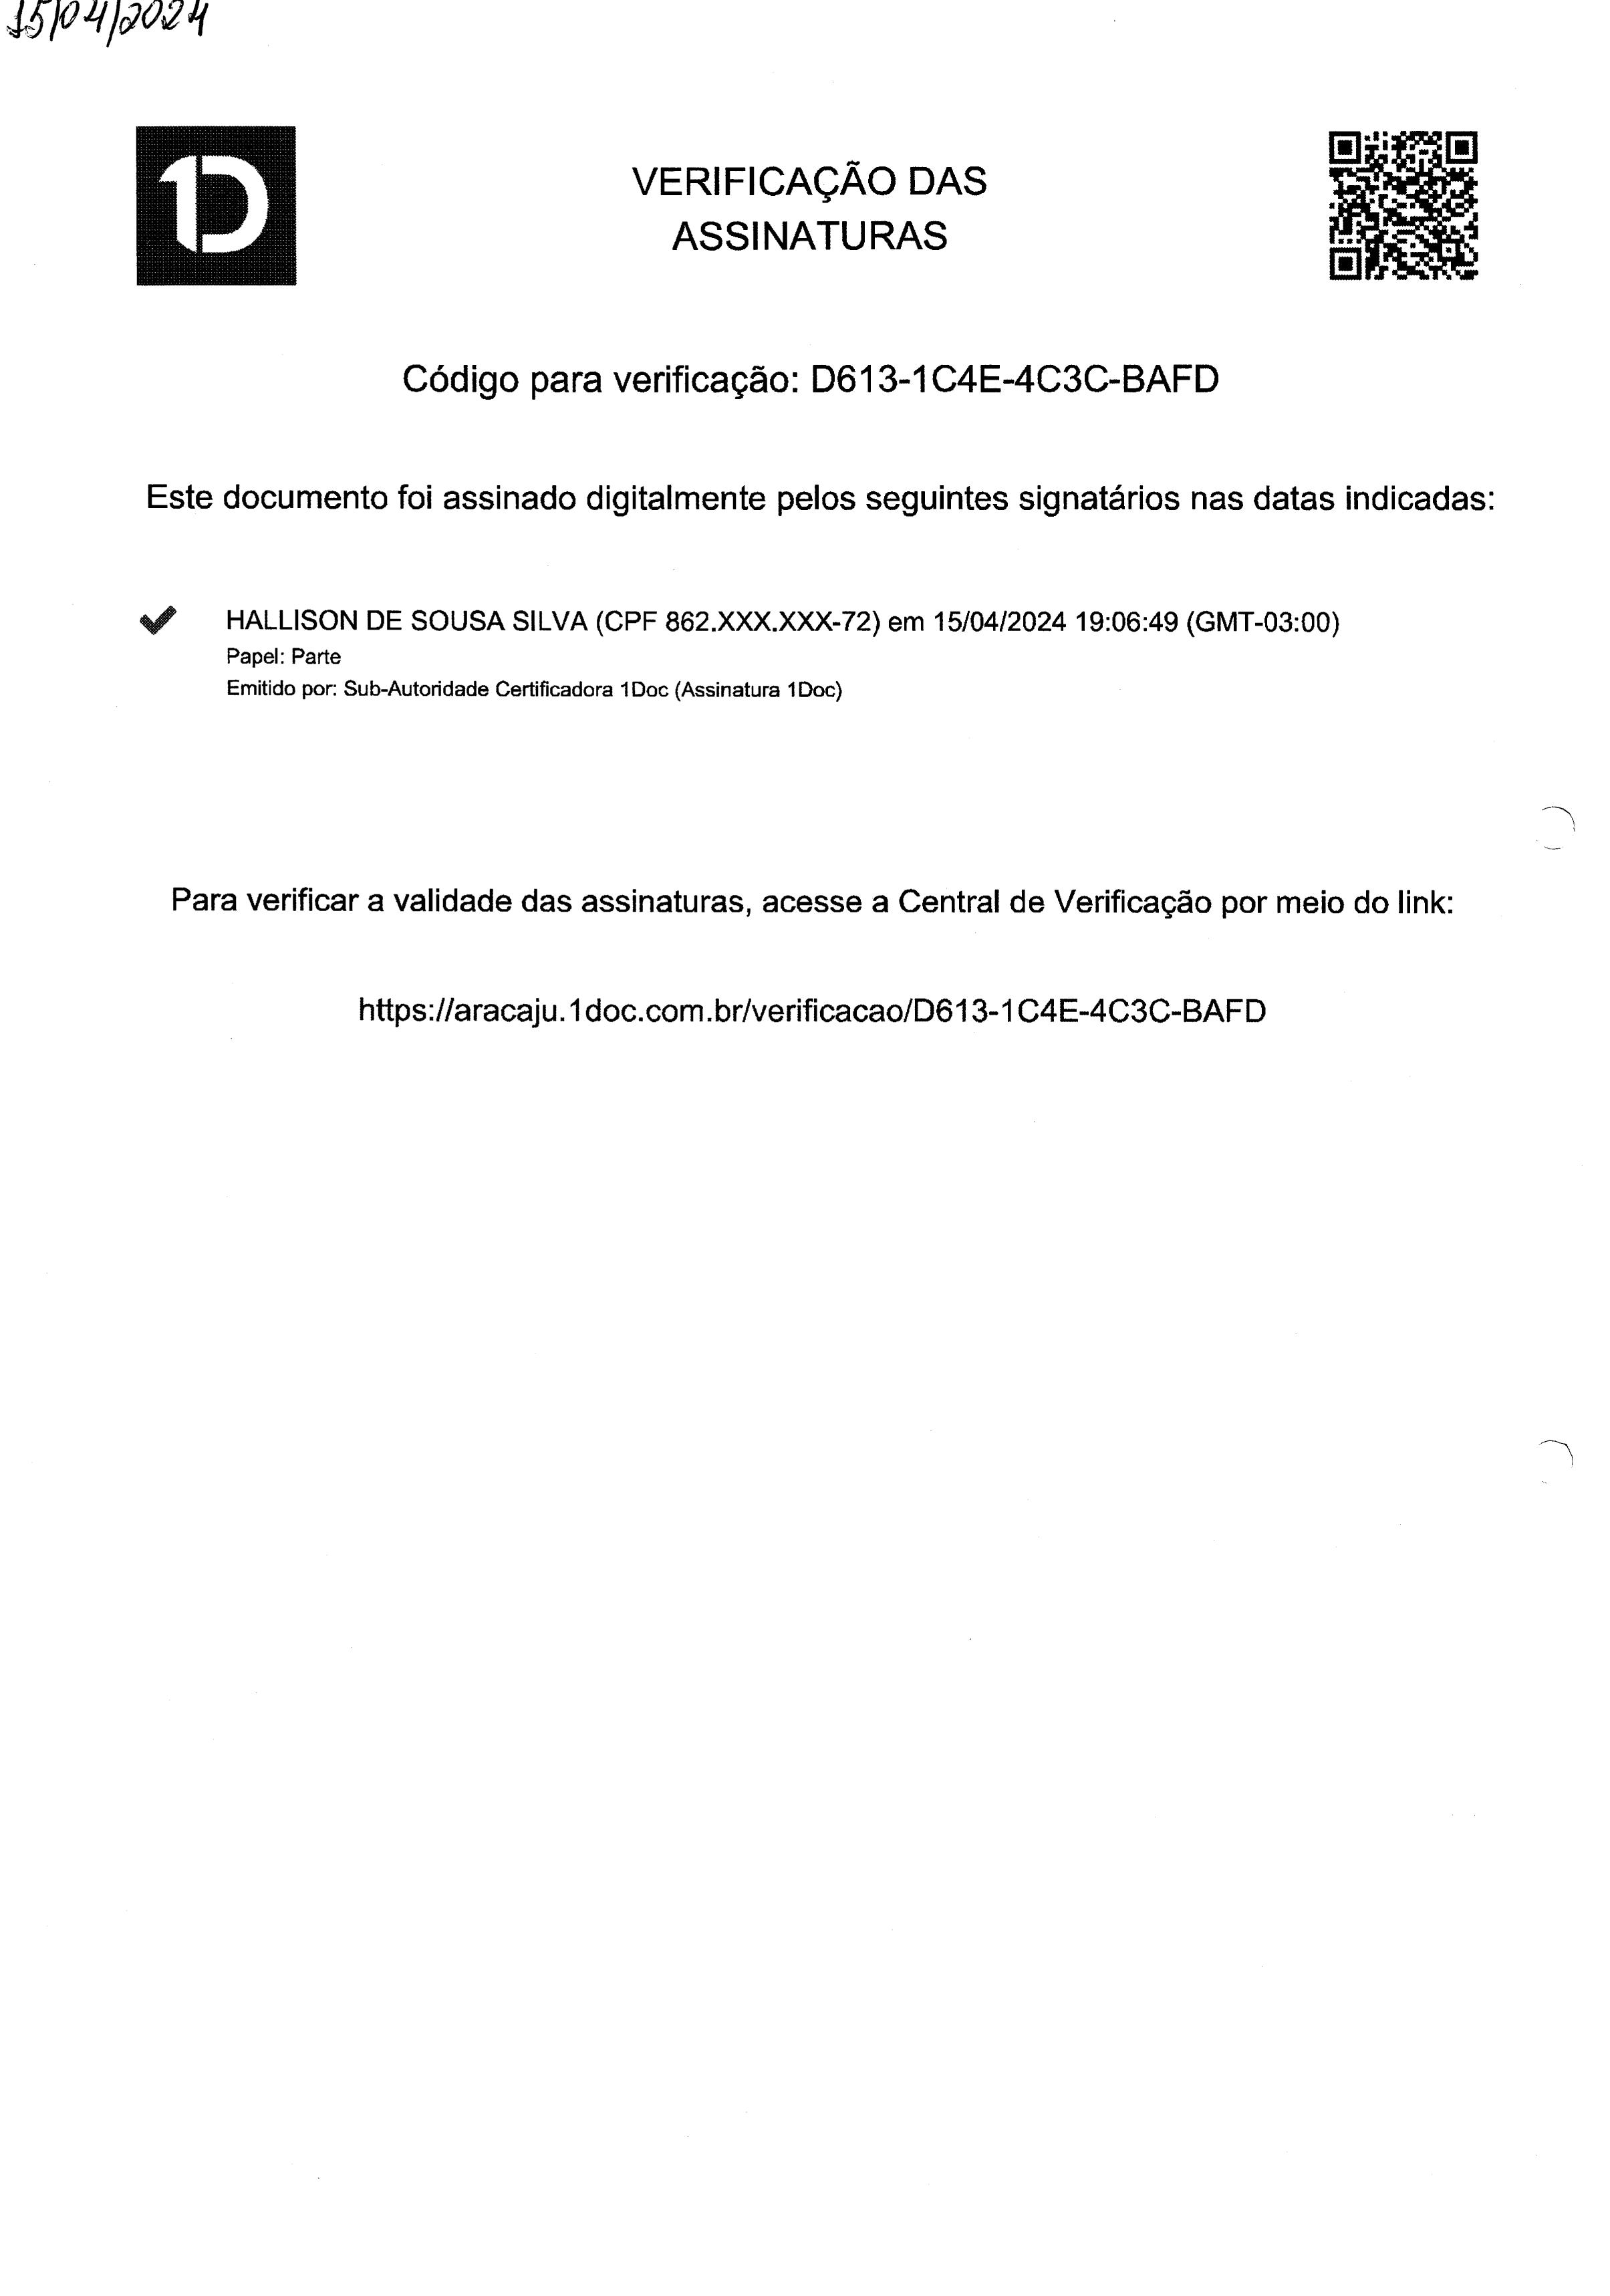 15/04/2024
1D
VERIFICAÇÃO DAS
ASSINATURAS
Código para verificação: D613-1C4E-4C3C-BAFD
Este documento foi assinado digitalmente pelos seguintes signatários nas datas indicadas:
HALLISON DE SOUSA SILVA (CPF 862.XXX.XXX-72) em 15/04/2024 19:06:49 (GMT-03:00)
Papel: Parte
Emitido por: Sub-Autoridade Certificadora 1Doc (Assinatura 1Doc)
Para verificar a validade das assinaturas, acesse a Central de Verificação por meio do link:
https://aracaju.1doc.com.br/verificacao/D613-1C4E-4C3C-BAFD